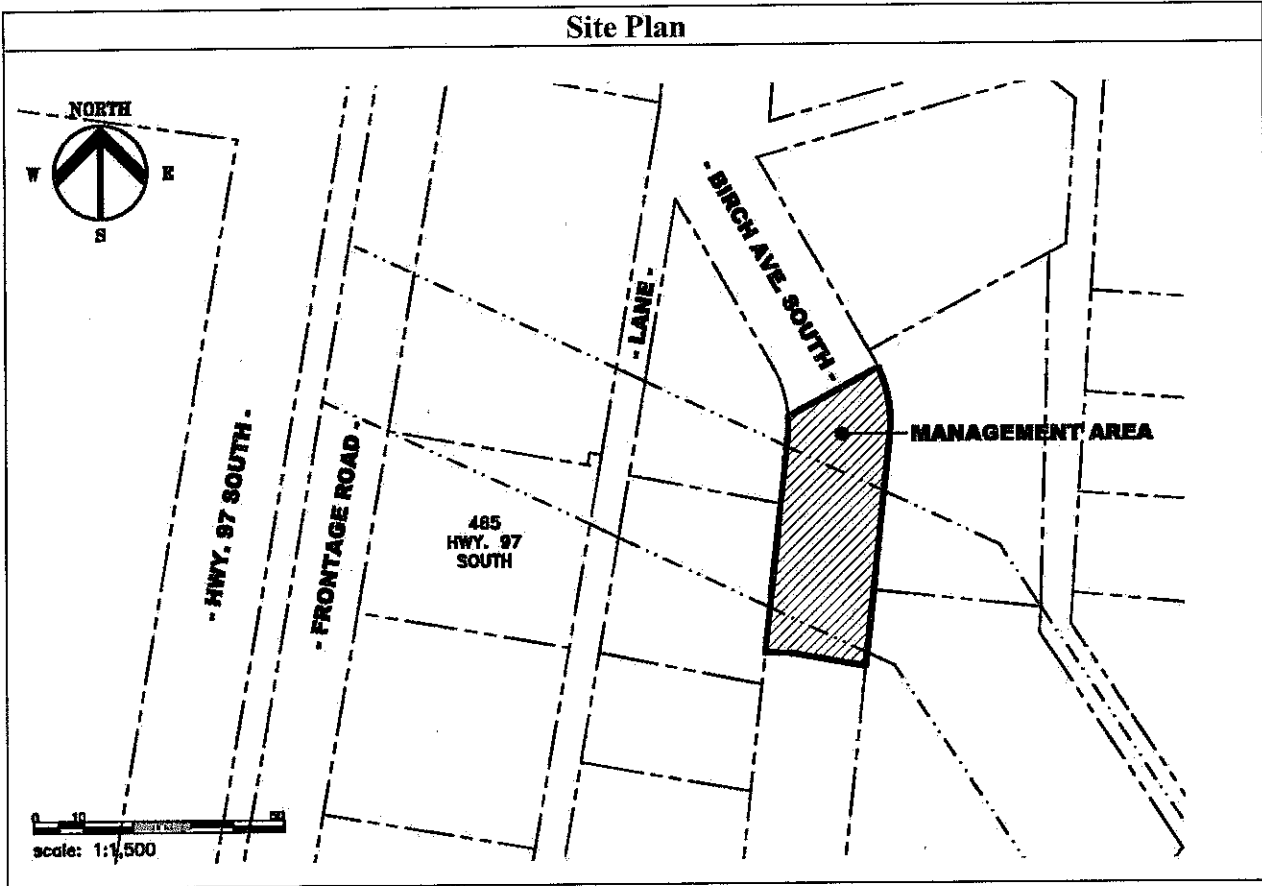 Site Plan
NORTH
W
E
S
- BIRCH AVE. SOUTH -
- LANE -
MANAGEMENT AREA
- HWY. 97 SOUTH -
- FRONTAGE ROAD -
485
HWY. 97
SOUTH
0 10
scale: 1:1,500